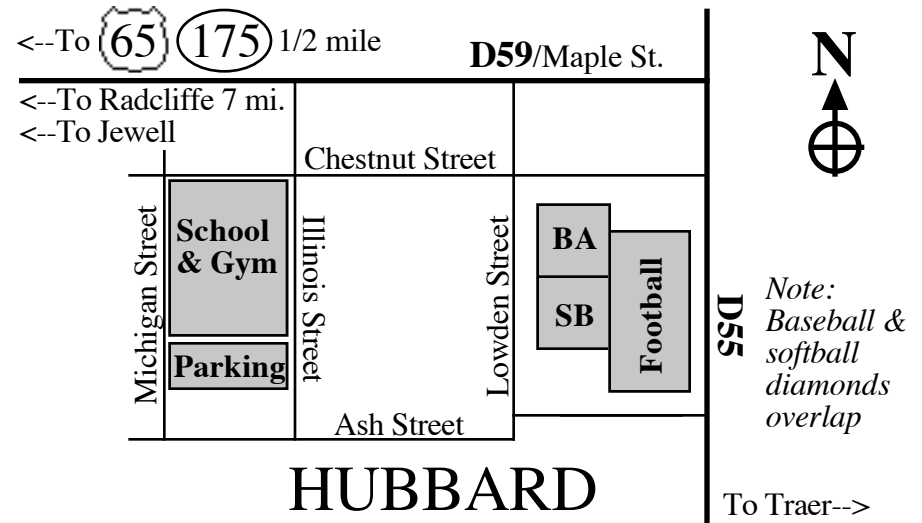 <--To 65 175 1/2 mile
D59/Maple St.
N
<--To Radcliffe 7 mi.
<--To Jewell
Chestnut Street
Michigan Street
School
& Gym
Parking
Illinois Street
Lowden Street
BA
SB
Football
D55
Note:
Baseball &
softball
diamonds
overlap
Ash Street
HUBBARD
To Traer-->